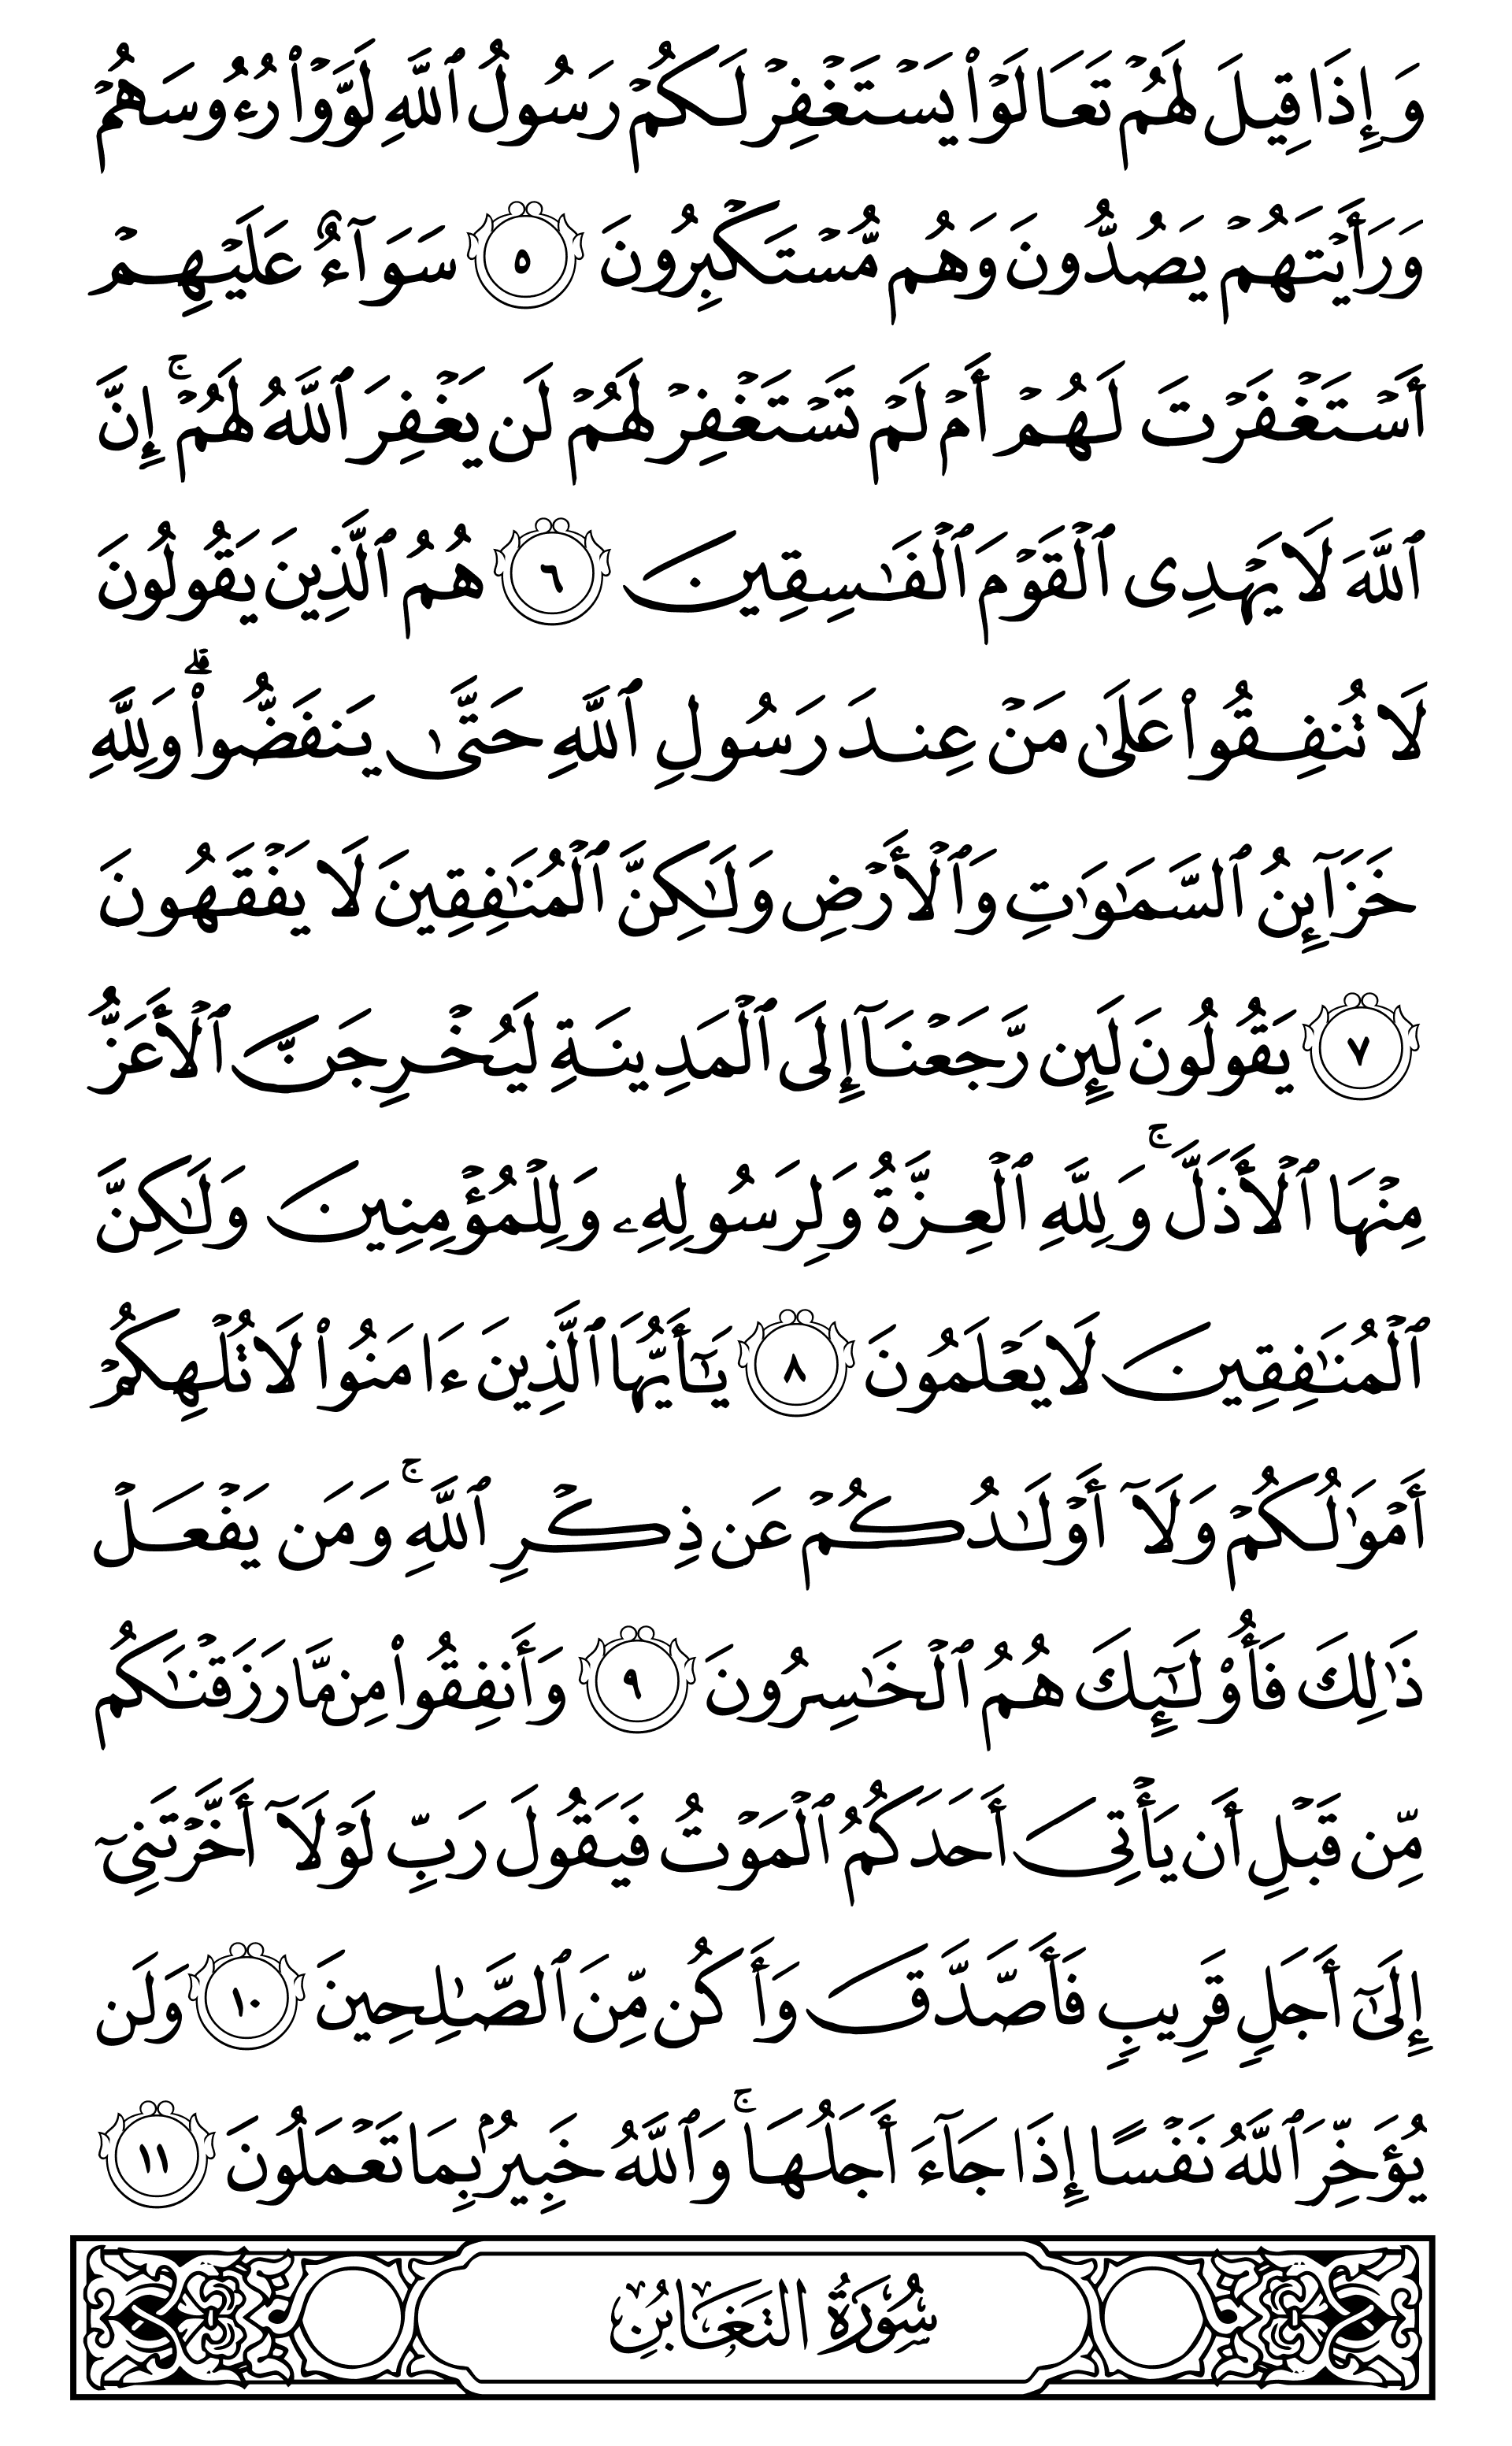 وَإِذَا قِيلَ لَهُمْ تَعَالَوْا۟ يَسْتَغْفِرْ لَكُمْ رَسُولُ ٱللَّهِ لَوَّوْا۟ رُءُوسَهُمْ
وَرَأَيْتَهُمْ يَصُدُّونَ وَهُم مُّسْتَكْبِرُونَ ٥ سَوَآءٌ عَلَيْهِمْ
أَسْتَغْفَرْتَ لَهُمْ أَمْ لَمْ تَسْتَغْفِرْ لَهُمْ لَن يَغْفِرَ ٱللَّهُ لَهُمْ ۚ إِنَّ
ٱللَّهَ لَا يَهْدِى ٱلْقَوْمَ ٱلْفَـٰسِقِينَ ٦ هُمُ ٱلَّذِينَ يَقُولُونَ
لَا تُنفِقُوا۟ عَلَىٰ مَنْ عِندَ رَسُولِ ٱللَّهِ حَتَّىٰ يَنفَضُّوا۟ ۗ وَلِلَّهِ
خَزَآئِنُ ٱلسَّمَـٰوَٰتِ وَٱلْأَرْضِ وَلَـٰكِنَّ ٱلْمُنَـٰفِقِينَ لَا يَفْقَهُونَ
٧ يَقُولُونَ لَئِن رَّجَعْنَآ إِلَى ٱلْمَدِينَةِ لَيُخْرِجَنَّ ٱلْأَعَزُّ
مِنْهَا ٱلْأَذَلَّ ۚ وَلِلَّهِ ٱلْعِزَّةُ وَلِرَسُولِهِۦ وَلِلْمُؤْمِنِينَ وَلَـٰكِنَّ
ٱلْمُنَـٰفِقِينَ لَا يَعْلَمُونَ ٨ يَـٰٓأَيُّهَا ٱلَّذِينَ ءَامَنُوا۟ لَا تُلْهِكُمْ
أَمْوَٰلُكُمْ وَلَآ أَوْلَـٰدُكُمْ عَن ذِكْرِ ٱللَّهِ ۚ وَمَن يَفْعَلْ
ذَٰلِكَ فَأُو۟لَـٰٓئِكَ هُمُ ٱلْخَـٰسِرُونَ ٩ وَأَنفِقُوا۟ مِن مَّا رَزَقْنَـٰكُم
مِّن قَبْلِ أَن يَأْتِىَ أَحَدَكُمُ ٱلْمَوْتُ فَيَقُولَ رَبِّ لَوْلَآ أَخَّرْتَنِىٓ
إِلَىٰٓ أَجَلٍ قَرِيبٍ فَأَصَّدَّقَ وَأَكُن مِّنَ ٱلصَّـٰلِحِينَ ١٠ وَلَن
يُؤَخِّرَ ٱللَّهُ نَفْسًا إِذَا جَآءَ أَجَلُهَا ۚ وَٱللَّهُ خَبِيرٌۢ بِمَا تَعْمَلُونَ ١١
سُورَةُ التَّغَابُنِ